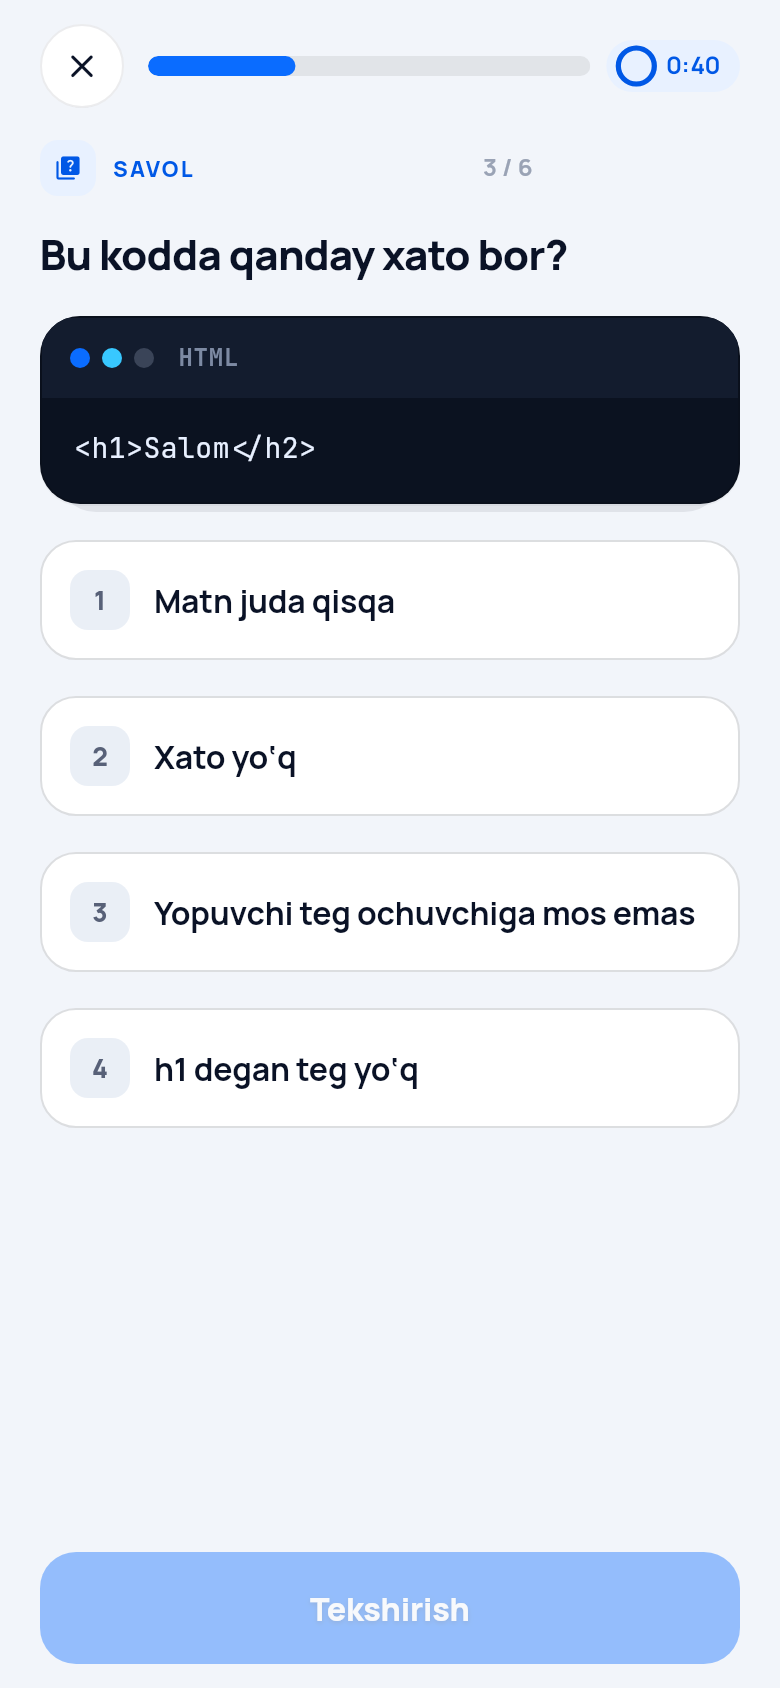 0:40
SAVOL
3 / 6
Bu kodda qanday xato bor?
HTML
<h1>Salom</h2>
1 Matn juda qisqa
2 Xato yo‘q
3 Yopuvchi teg ochuvchiga mos emas
4 h1 degan teg yo‘q
Tekshirish